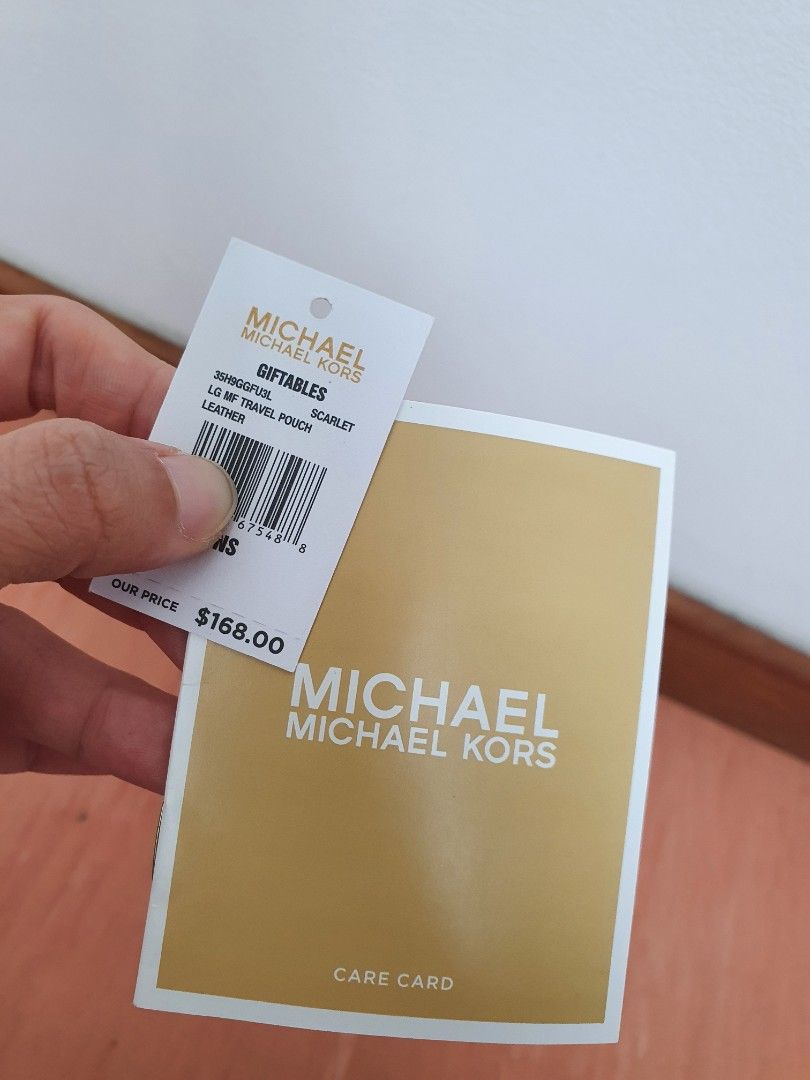 MICHAEL
MICHAEL KORS
GIFTABLES
35H9GGFU3L SCARLET
LG MF TRAVEL POUCH
LEATHER
67548 8
OUR PRICE $168.00
MICHAEL
MICHAEL KORS
CARE CARD